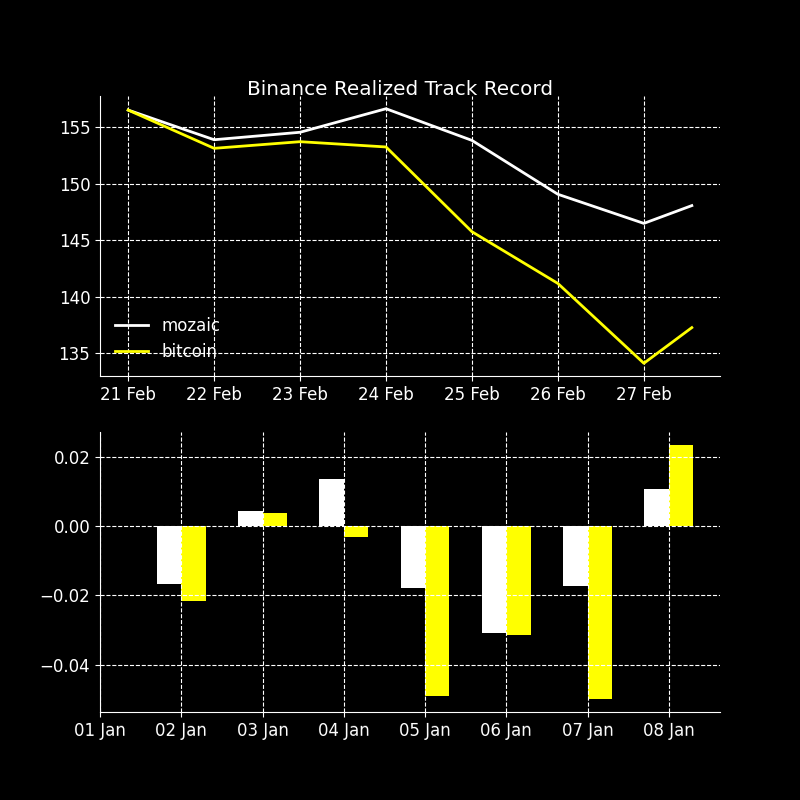 Binance Realized Track Record
155
150
145
140
135
mozaic
bitcoin
21 Feb 22 Feb 23 Feb 24 Feb 25 Feb 26 Feb 27 Feb
0.02
0.00
−0.02
−0.04
01 Jan 02 Jan 03 Jan 04 Jan 05 Jan 06 Jan 07 Jan 08 Jan